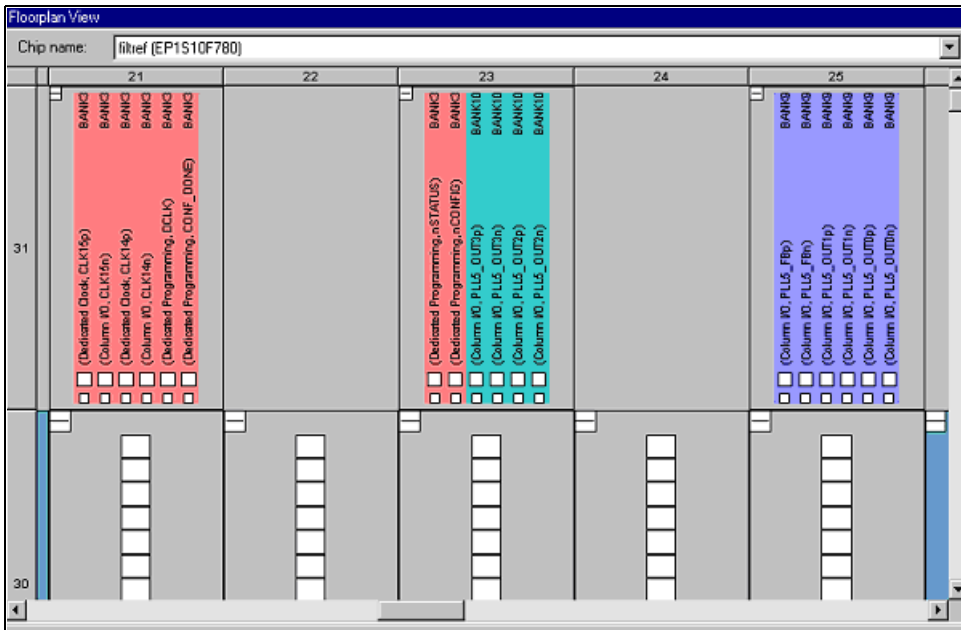 Floorplan View
Chip name: filtref (EP1S10F780)
21 22 23 24 25
31
BANK3 (Dedicated Clock, CLK15p)
BANK3 (Column I/O, CLK15n)
BANK3 (Dedicated Clock, CLK14p)
BANK3 (Column I/O, CLK14n)
BANK3 (Dedicated Programming, DCLK)
BANK3 (Dedicated Programming, CONF_DONE)
BANK3 (Dedicated Programming, nSTATUS)
BANK3 (Dedicated Programming, nCONFIG)
BANK10 (Column I/O, PLL5_OUT3p)
BANK10 (Column I/O, PLL5_OUT3n)
BANK10 (Column I/O, PLL5_OUT2p)
BANK10 (Column I/O, PLL5_OUT2n)
BANK9 (Column I/O, PLL5_FBp)
BANK9 (Column I/O, PLL5_FBn)
BANK9 (Column I/O, PLL5_OUT1p)
BANK9 (Column I/O, PLL5_OUT1n)
BANK9 (Column I/O, PLL5_OUT0p)
BANK9 (Column I/O, PLL5_OUT0n)
30